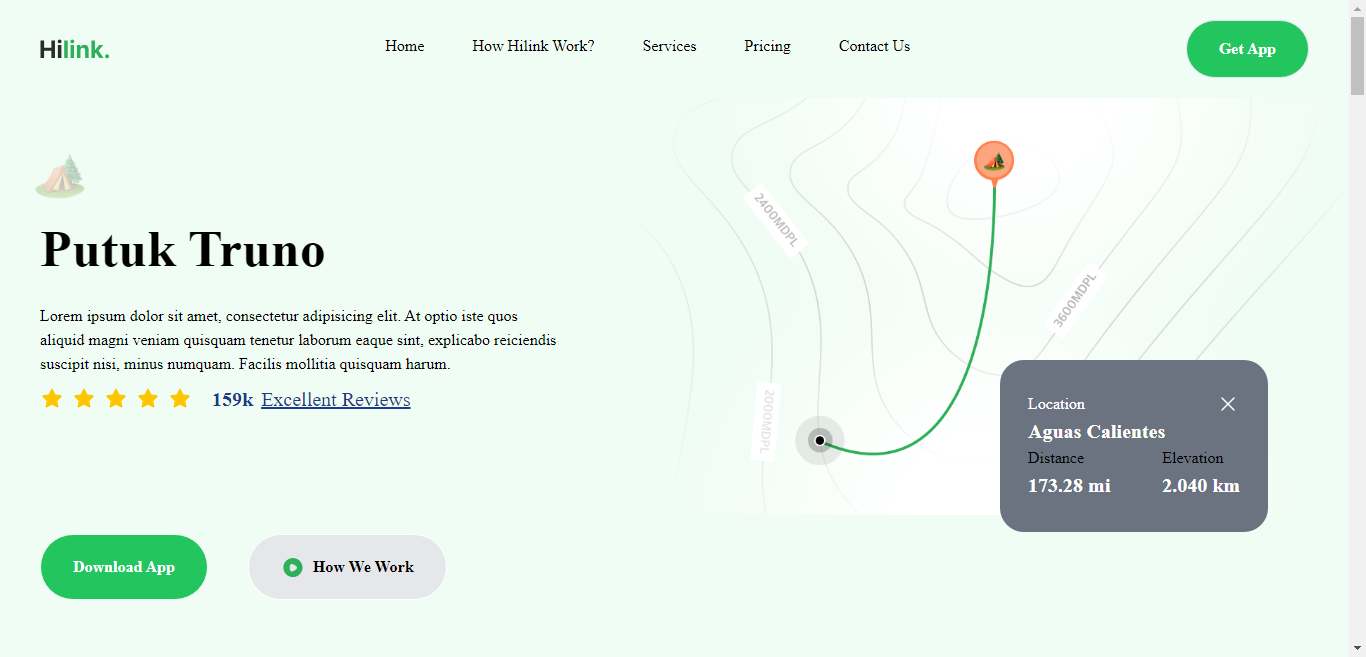 Hilink.
Home
How Hilink Work?
Services
Pricing
Contact Us
Get App
Putuk Truno
Lorem ipsum dolor sit amet, consectetur adipisicing elit. At optio iste quos
aliquid magni veniam quisquam tenetur laborum eaque sint, explicabo reiciendis
suscipit nisi, minus numquam. Facilis mollitia quisquam harum.
159k Excellent Reviews
Download App
How We Work
2400MDPL
3600MDPL
2000MDPL
Location
Aguas Calientes
Distance
Elevation
173.28 mi
2.040 km